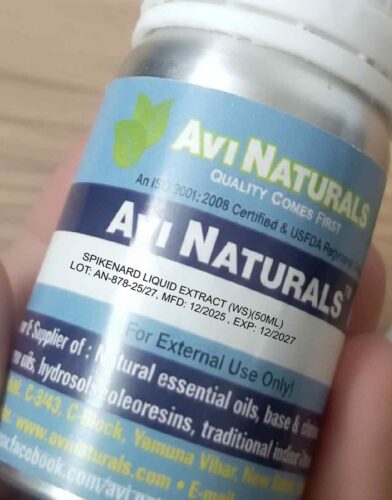 AVI NATURALS
QUALITY COMES FIRST
An ISO 9001:2008 Certified & USFDA
AVI NATURALS™
SPIKENARD LIQUID EXTRACT (WS)(50ML)
LOT: AN-878-25/27, MFD: 12/2025 , EXP: 12/2027
For External Use Only!
& Supplier of : Natural essential oils, base &
oils, hydrosols, oleoresins, traditional
C-3/43, C-Block, Yamuna Vihar, New
www.avinaturals.com • E-mail
facebook.com/avi